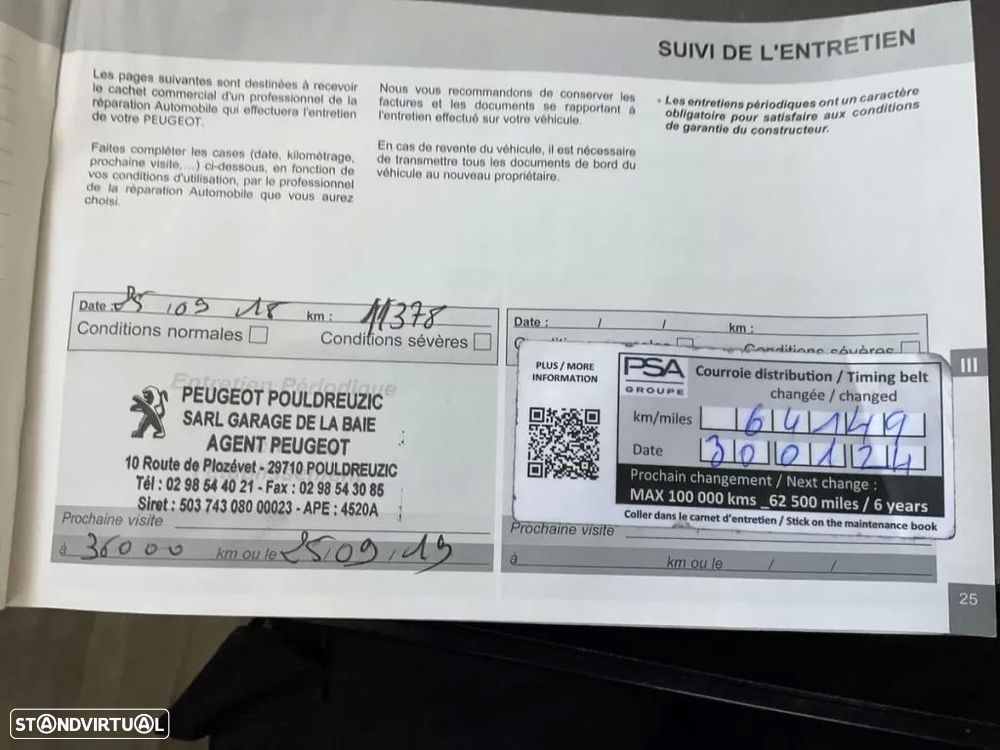 SUIVI DE L'ENTRETIEN
Les pages suivantes sont destinées à recevoir
le cachet commercial d'un professionnel de la
réparation Automobile qui effectuera l'entretien
de votre PEUGEOT.
Faites compléter les cases (date, kilométrage,
prochaine visite,...) ci-dessous, en fonction de
vos conditions d'utilisation, par le professionnel
de la réparation Automobile que vous aurez
choisi.
Nous vous recommandons de conserver les
factures et les documents se rapportant à
l'entretien effectué sur votre véhicule.
En cas de revente du véhicule, il est nécessaire
de transmettre tous les documents de bord du
véhicule au nouveau propriétaire.
• Les entretiens périodiques ont un caractère
obligatoire pour satisfaire aux conditions
de garantie du constructeur.
Date : 25 / 09 / 18 km : 11378
Conditions normales Conditions sévères
Entretien Périodique
PEUGEOT POULDREUZIC
SARL GARAGE DE LA BAIE
AGENT PEUGEOT
10 Route de Plozévet - 29710 POULDREUZIC
Tél : 02 98 54 40 21 - Fax : 02 98 54 30 85
Siret : 503 743 080 00023 - APE : 4520A
Prochaine visite
à 36000 km ou le 25/09/19
Date : / / km :
Conditions sévères
PLUS / MORE
INFORMATION
PSA
GROUPE
Courroie distribution / Timing belt
changée / changed
km/miles 64149
Date 300124
Prochain changement / Next change :
MAX 100 000 kms _62 500 miles / 6 years
Coller dans le carnet d'entretien / Stick on the maintenance book
Prochaine visite
à km ou le / /
III
25
STANDVIRTUAL